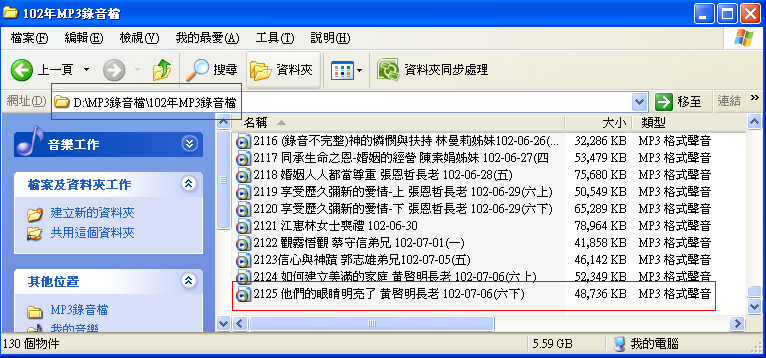 102年MP3錄音檔
檔案(F) 編輯(E) 檢視(V) 我的最愛(A) 工具(T) 說明(H)
上一頁 搜尋 資料夾 資料夾同步處理
網址(D) D:\MP3錄音檔\102年MP3錄音檔 移至 連結 »
音樂工作
檔案及資料夾工作
建立新的資料夾
共用這個資料夾
其他位置
MP3錄音檔
我的音樂
名稱 大小 類型
2116 (錄音不完整)神的憐憫與扶持 林曼莉姊妹102-06-26(... 32,286 KB MP3 格式聲音
2117 同承生命之恩-婚姻的經營 陳素娟姊妹 102-06-27(四 53,479 KB MP3 格式聲音
2118 婚姻人人都當尊重 張恩哲長老 102-06-28(五) 75,680 KB MP3 格式聲音
2119 享受歷久彌新的愛情-上 張恩哲長老 102-06-29(六上) 50,549 KB MP3 格式聲音
2120 享受歷久彌新的愛情-下 張恩哲長老 102-06-29(六下) 65,289 KB MP3 格式聲音
2121 江惠林女士喪禮 102-06-30 78,964 KB MP3 格式聲音
2122 觀霧悟觀 蔡守信弟兄 102-07-01(一) 41,858 KB MP3 格式聲音
2123信心與神蹟 郭志雄弟兄102-07-05(五) 46,142 KB MP3 格式聲音
2124 如何建立美滿的家庭 黃啓明長老 102-07-06(六上) 52,349 KB MP3 格式聲音
2125 他們的眼睛明亮了 黃啓明長老 102-07-06(六下) 48,736 KB MP3 格式聲音
130 個物件 5.59 GB 我的電腦